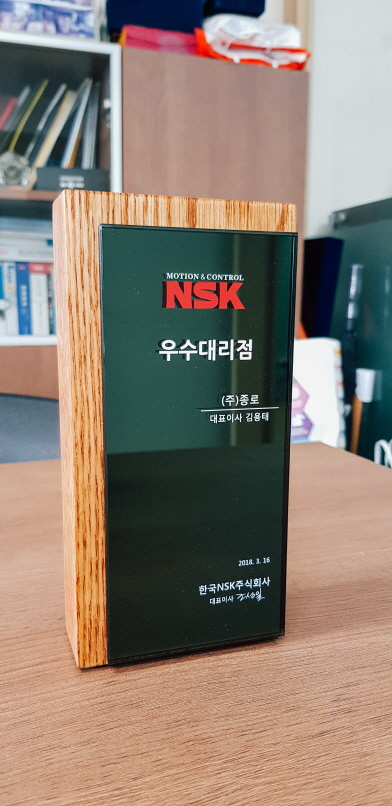 MOTION & CONTROL
NSK
우수대리점
(주)종로
대표이사 김용태
2018. 3. 16
한국NSK주식회사
대표이사